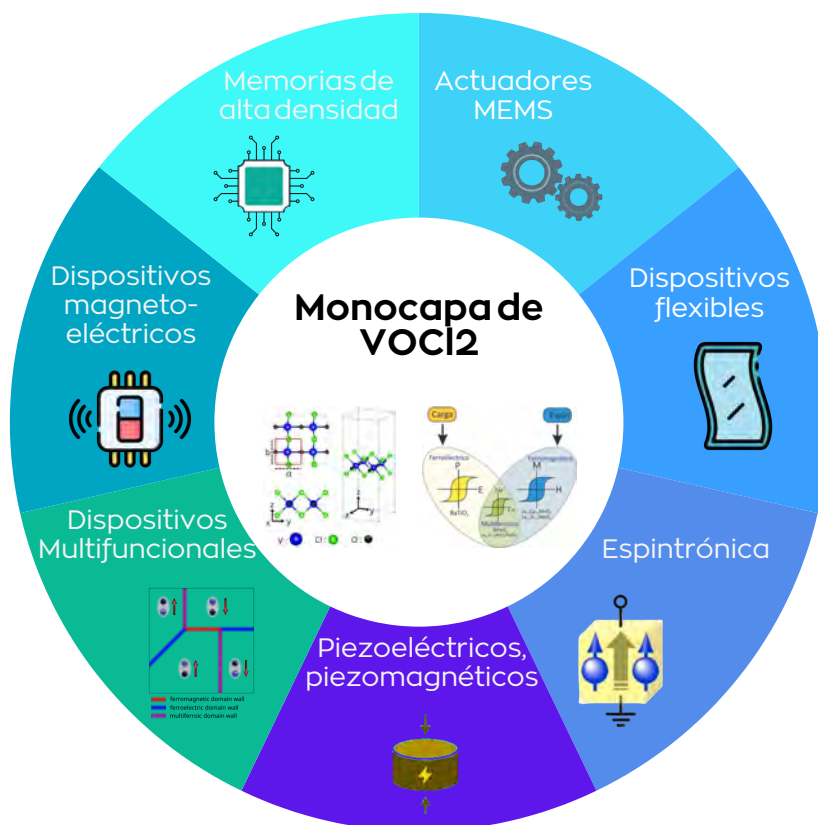 Memorias de
alta densidad
Actuadores
MEMS
Dispositivos
magneto-
eléctricos
Dispositivos
flexibles
Monocapa de
VOCl2
Carga
Espín
Ferroeléctrico
Ferromagnético
P
M
E
H
BaTiO₃
Multiferroico
b
a
z
x
y
z
x
y
V :
Cl :
O :
Dispositivos
Multifuncionales
Espintrónica
Piezoeléctricos,
piezomagnéticos
ferromagnetic domain wall
ferroelectric domain wall
multiferroic domain wall